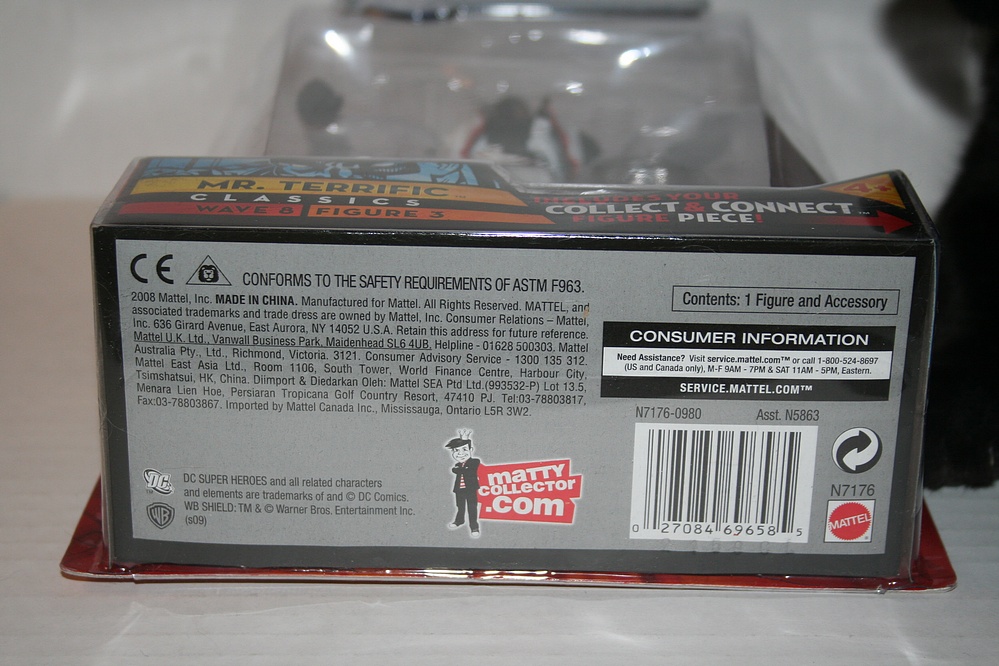 MR. TERRIFIC™
CLASSICS
WAVE 8 | FIGURE 3
INCLUDES YOUR
COLLECT & CONNECT™
FIGURE PIECE!
4+
CE
CONFORMS TO THE SAFETY REQUIREMENTS OF ASTM F963.
2008 Mattel, Inc. MADE IN CHINA. Manufactured for Mattel. All Rights Reserved. MATTEL, and
associated trademarks and trade dress are owned by Mattel, Inc. Consumer Relations – Mattel,
Inc. 636 Girard Avenue, East Aurora, NY 14052 U.S.A. Retain this address for future reference.
Mattel U.K. Ltd., Vanwall Business Park, Maidenhead SL6 4UB. Helpline - 01628 500303. Mattel
Australia Pty., Ltd., Richmond, Victoria. 3121. Consumer Advisory Service - 1300 135 312.
Mattel East Asia Ltd., Room 1106, South Tower, World Finance Centre, Harbour City,
Tsimshatsui, HK, China. Diimport & Diedarkan Oleh: Mattel SEA Ptd Ltd.(993532-P) Lot 13.5,
Menara Lien Hoe, Persiaran Tropicana Golf Country Resort, 47410 PJ. Tel:03-78803817,
Fax:03-78803867. Imported by Mattel Canada Inc., Mississauga, Ontario L5R 3W2.
Contents: 1 Figure and Accessory
CONSUMER INFORMATION
Need Assistance? Visit service.mattel.com™ or call 1-800-524-8697
(US and Canada only), M-F 9AM - 7PM & SAT 11AM - 5PM, Eastern.
SERVICE.MATTEL.COM™
N7176-0980 Asst. N5863
0 27084 69658 5
N7176
MATTEL
DC
TM
WB
DC SUPER HEROES and all related characters
and elements are trademarks of and © DC Comics.
WB SHIELD: TM & © Warner Bros. Entertainment Inc.
(s09)
matty
COLLECTOR
.com